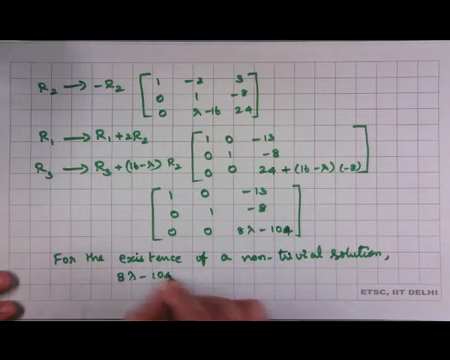 R₂ → -R₂ [ 1 -2 3
0 1 -8
0 λ-16 24 ]
R₁ → R₁ + 2R₂ [ 1 0 -13
R₃ → R₃ + (16-λ) R₂ 0 1 -8
0 0 24 + (16-λ)(-8) ]
[ 1 0 -13
0 1 -8
0 0 8λ-104 ]
For the existence of a non-trivial solution,
8λ - 104
ETSC, IIT DELHI